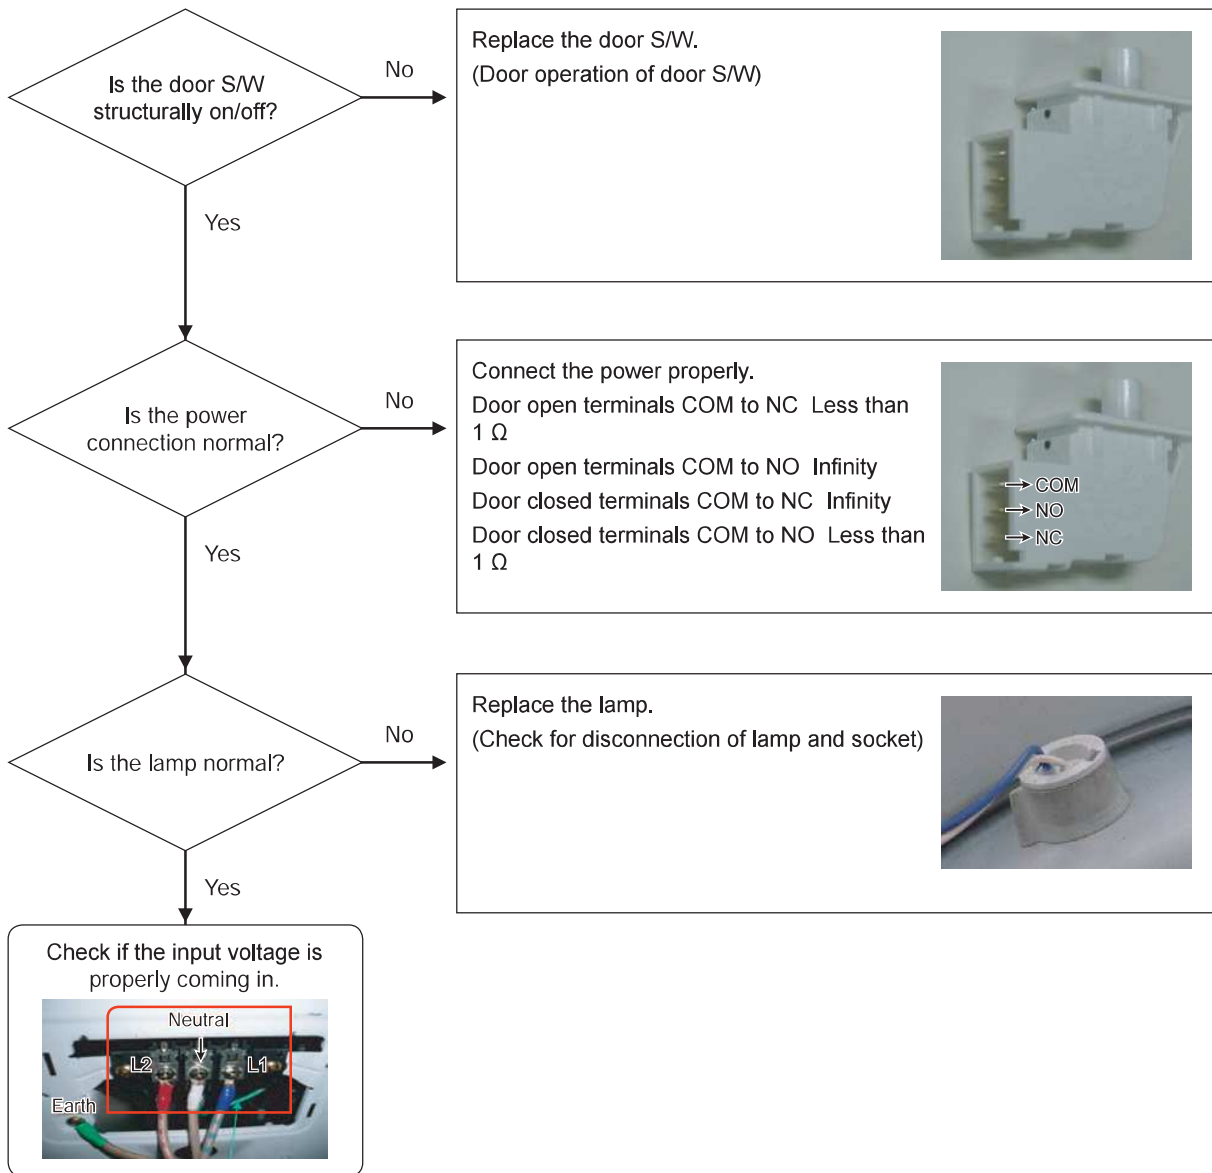 Is the door S/W
structurally on/off?
No
Replace the door S/W.
(Door operation of door S/W)
Yes
Is the power
connection normal?
No
Connect the power properly.
Door open terminals COM to NC  Less than
1 Ω
Door open terminals COM to NO  Infinity
Door closed terminals COM to NC  Infinity
Door closed terminals COM to NO  Less than
1 Ω
COM
NO
NC
Yes
Is the lamp normal?
No
Replace the lamp.
(Check for disconnection of lamp and socket)
Yes
Check if the input voltage is
properly coming in.
Neutral
L2
L1
Earth